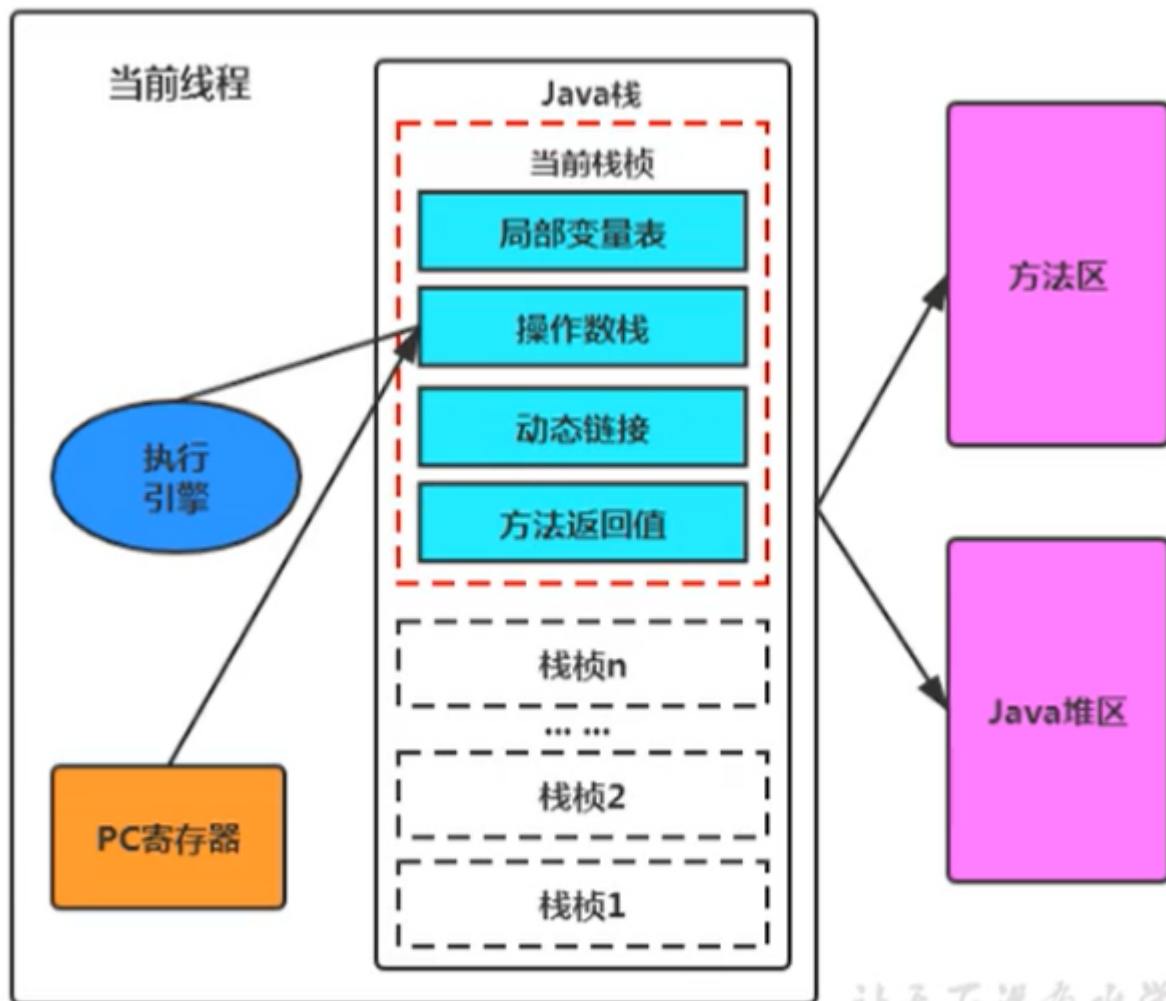 当前线程
Java栈
当前栈桢
局部变量表
操作数栈
动态链接
方法返回值
执行
引擎
栈桢n
... ...
栈桢2
栈桢1
PC寄存器
方法区
Java堆区